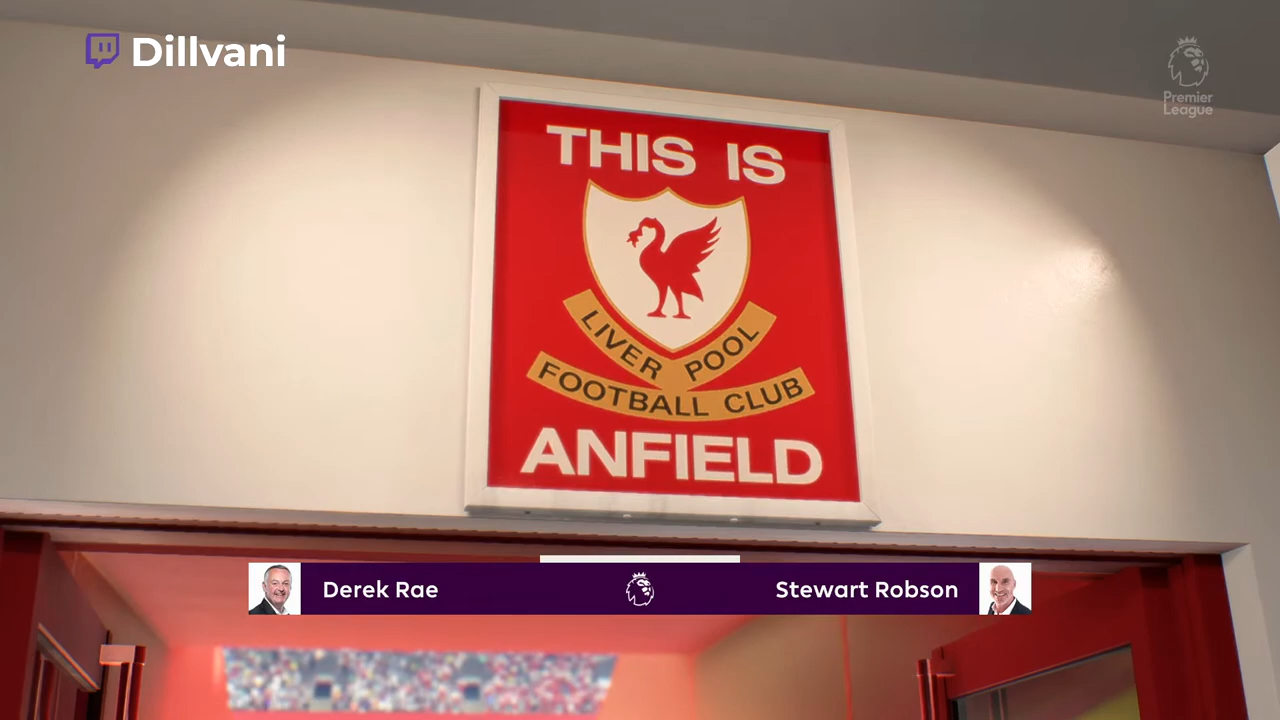 Dillvani
Premier
League
THIS IS
LIVER POOL
FOOTBALL CLUB
ANFIELD
Derek Rae
Stewart Robson